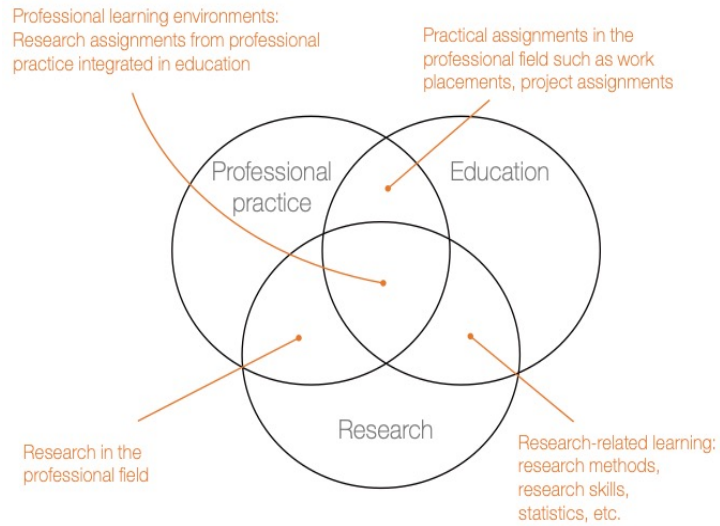 Professional learning environments:
Research assignments from professional
practice integrated in education
Practical assignments in the
professional field such as work
placements, project assignments
Professional
practice
Education
Research
Research in the
professional field
Research-related learning:
research methods,
research skills,
statistics, etc.